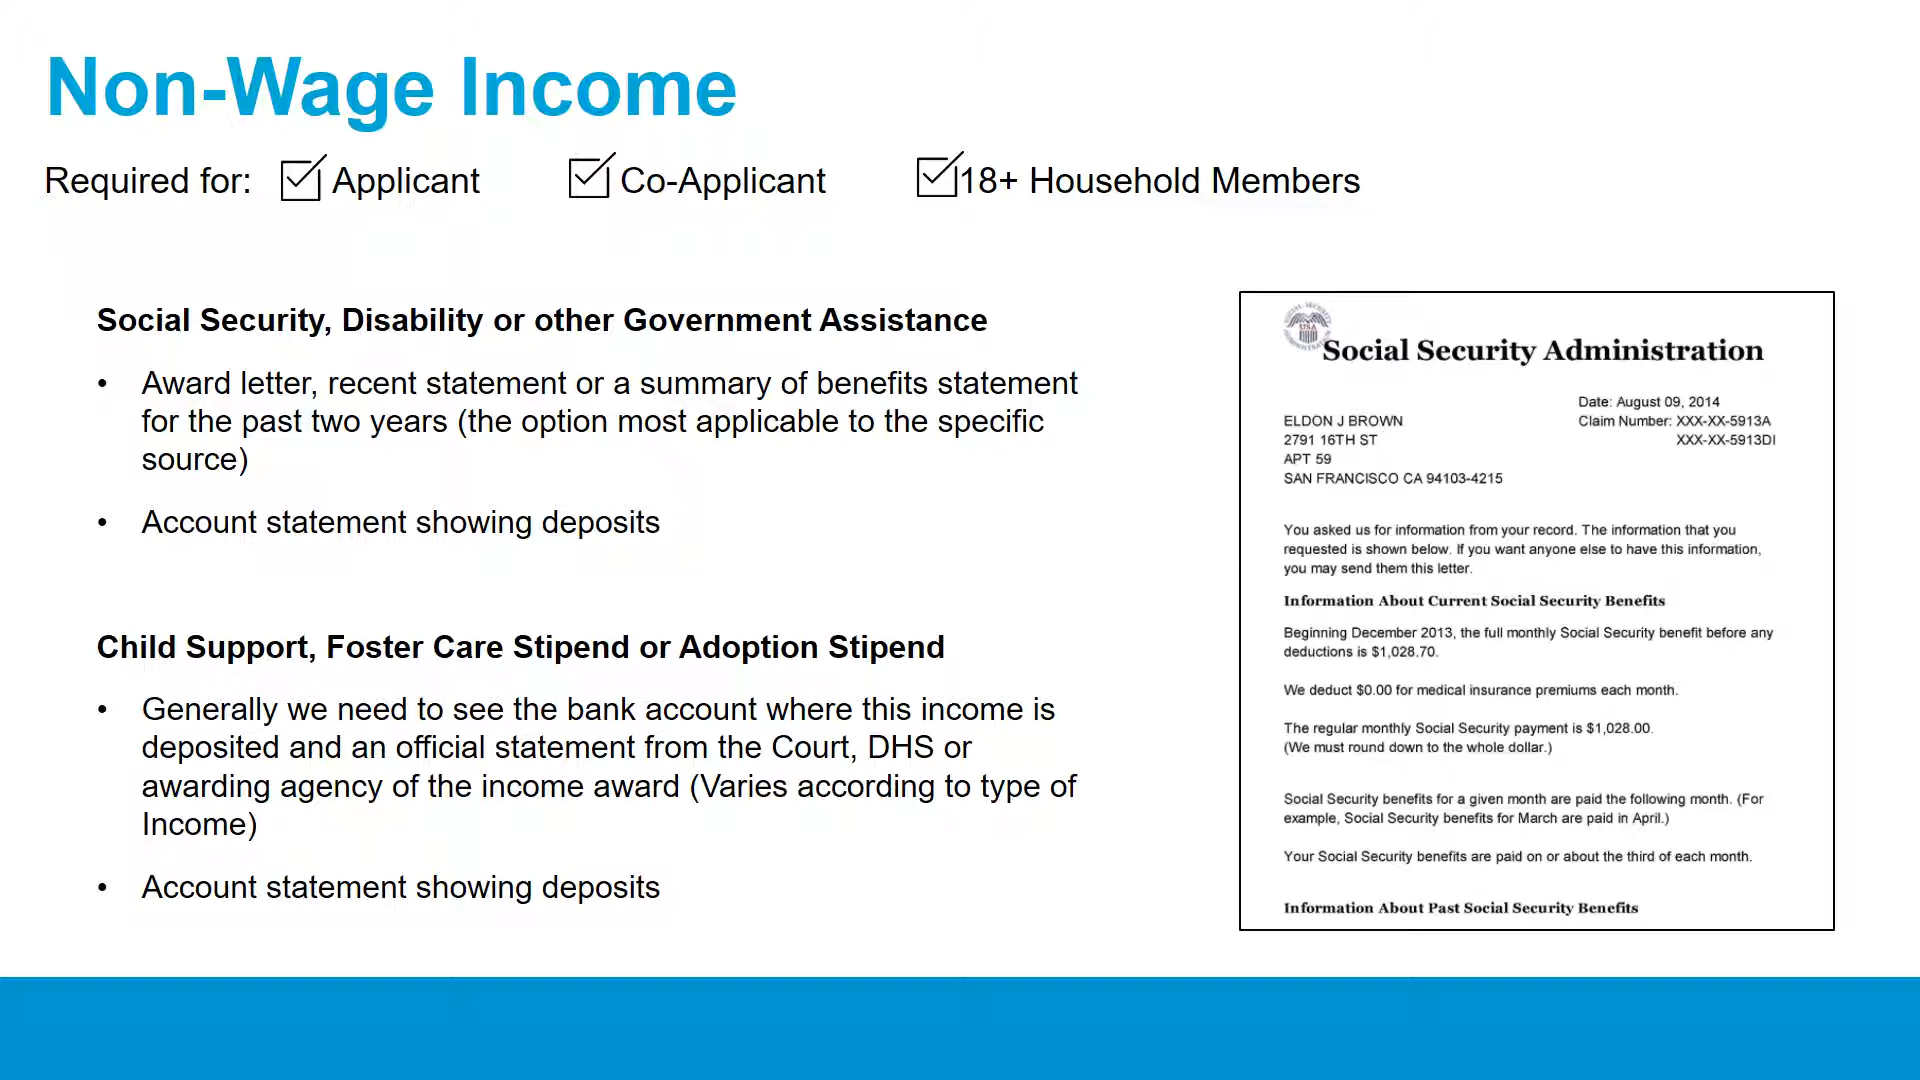 Non-Wage Income
Required for: Applicant Co-Applicant 18+ Household Members
Social Security, Disability or other Government Assistance
• Award letter, recent statement or a summary of benefits statement
for the past two years (the option most applicable to the specific
source)
• Account statement showing deposits
Child Support, Foster Care Stipend or Adoption Stipend
• Generally we need to see the bank account where this income is
deposited and an official statement from the Court, DHS or
awarding agency of the income award (Varies according to type of
Income)
• Account statement showing deposits
USA
Social Security Administration
Date: August 09, 2014
Claim Number: XXX-XX-5913A
XXX-XX-5913DI
ELDON J BROWN
2791 16TH ST
APT 59
SAN FRANCISCO CA 94103-4215
You asked us for information from your record. The information that you
requested is shown below. If you want anyone else to have this information,
you may send them this letter.
Information About Current Social Security Benefits
Beginning December 2013, the full monthly Social Security benefit before any
deductions is $1,028.70.
We deduct $0.00 for medical insurance premiums each month.
The regular monthly Social Security payment is $1,028.00.
(We must round down to the whole dollar.)
Social Security benefits for a given month are paid the following month. (For
example, Social Security benefits for March are paid in April.)
Your Social Security benefits are paid on or about the third of each month.
Information About Past Social Security Benefits